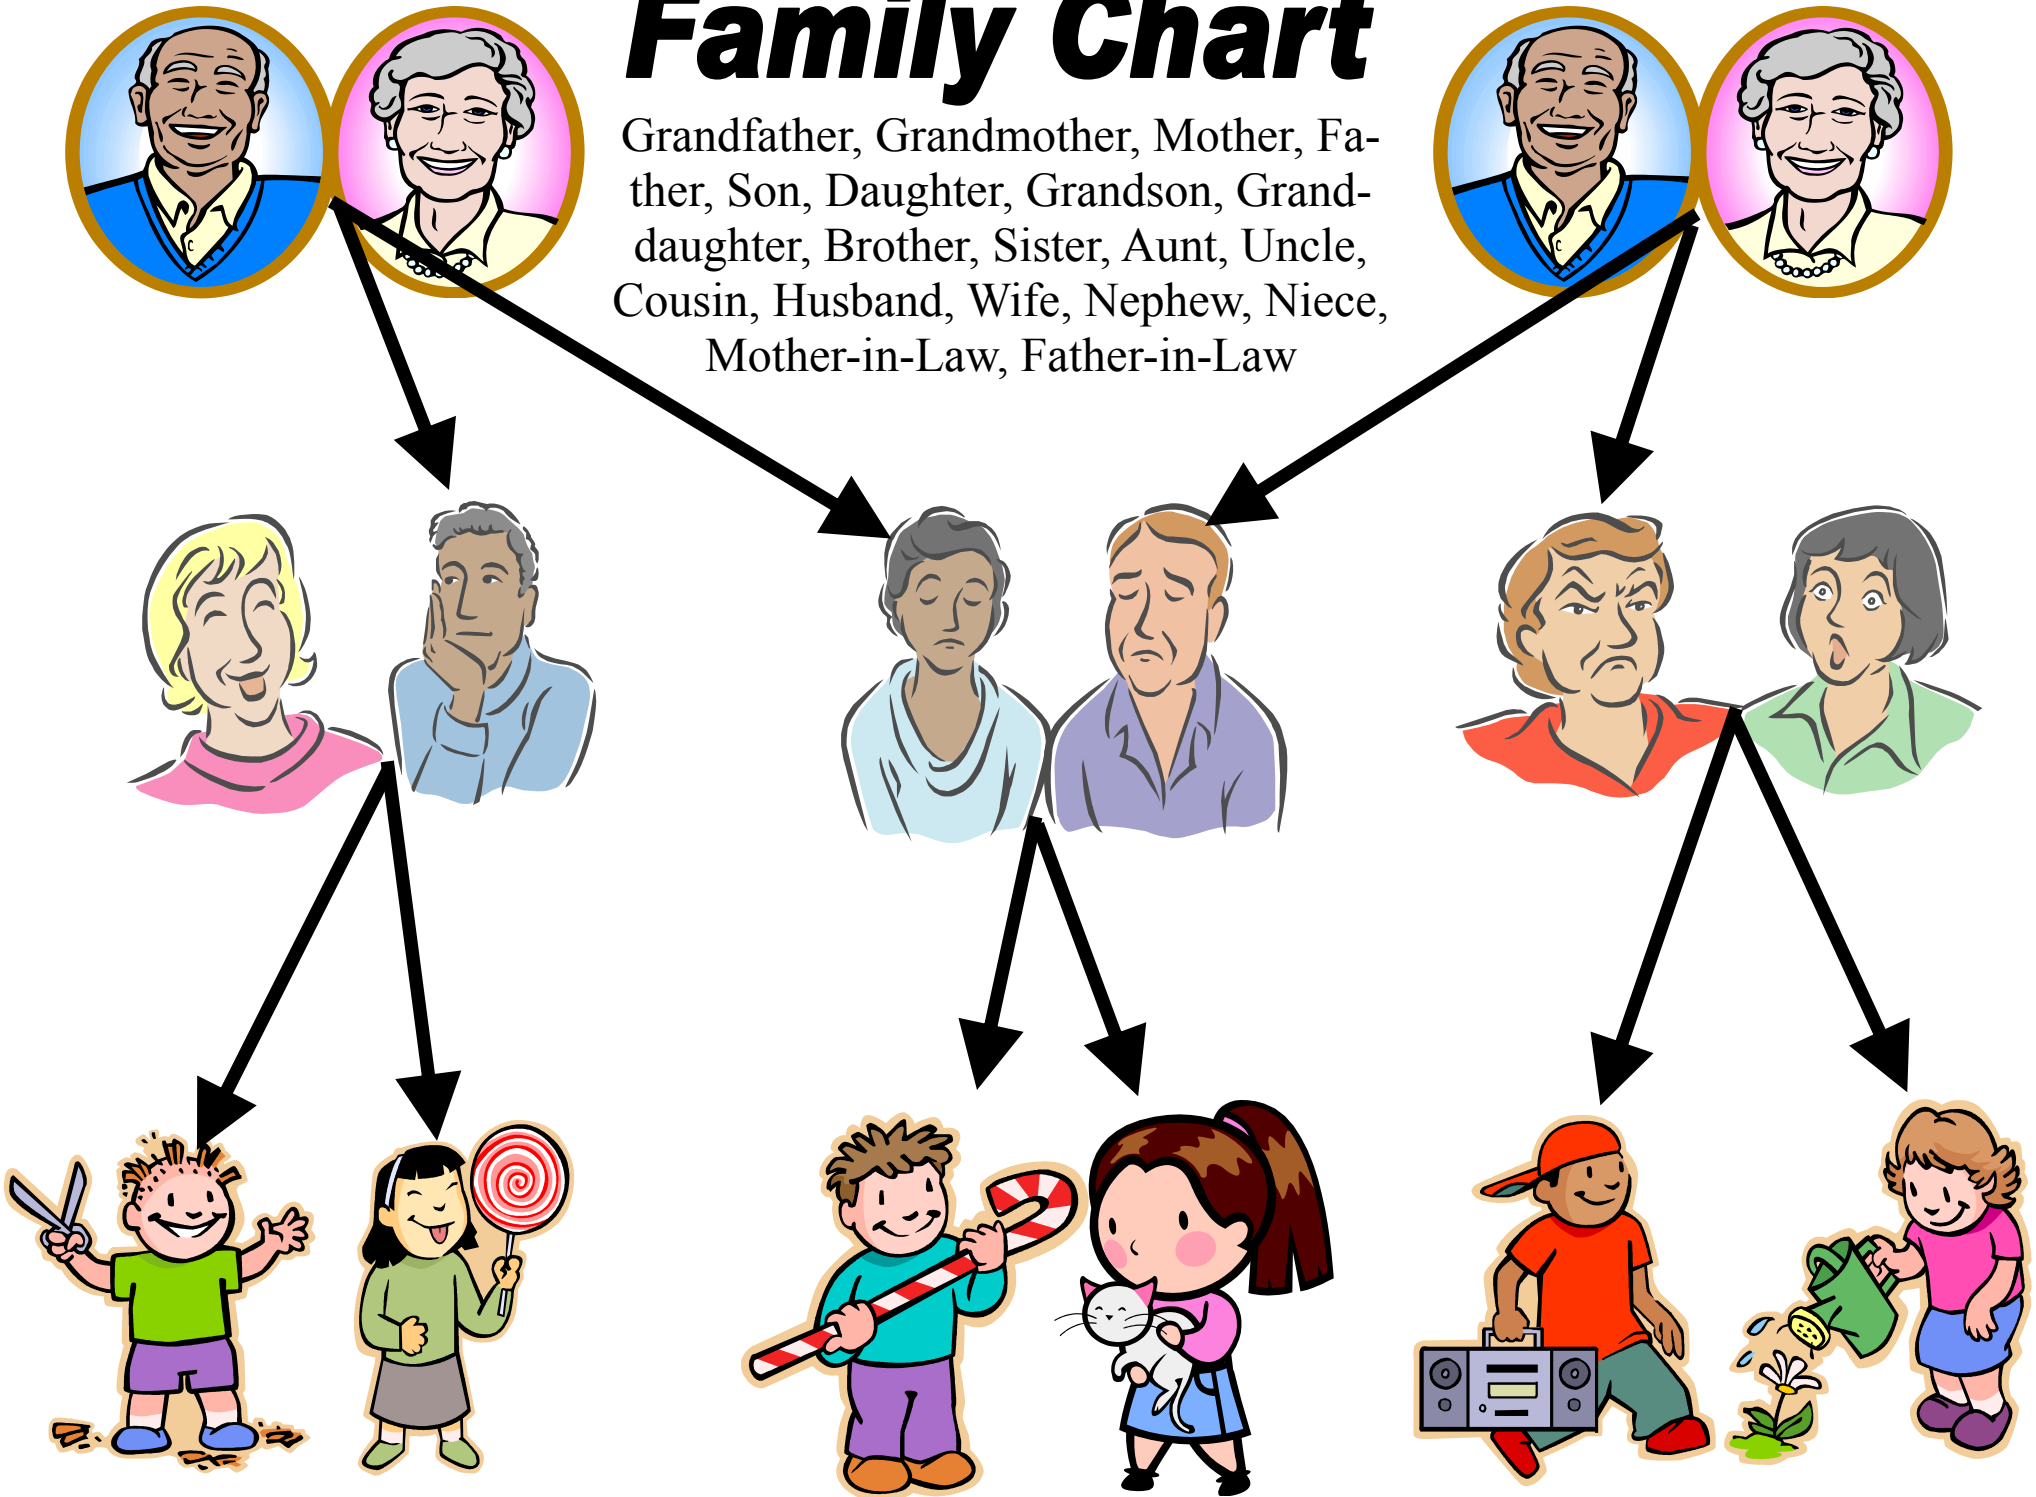 Family Chart
Grandfather, Grandmother, Mother, Fa-
ther, Son, Daughter, Grandson, Grand-
daughter, Brother, Sister, Aunt, Uncle,
Cousin, Husband, Wife, Nephew, Niece,
Mother-in-Law, Father-in-Law